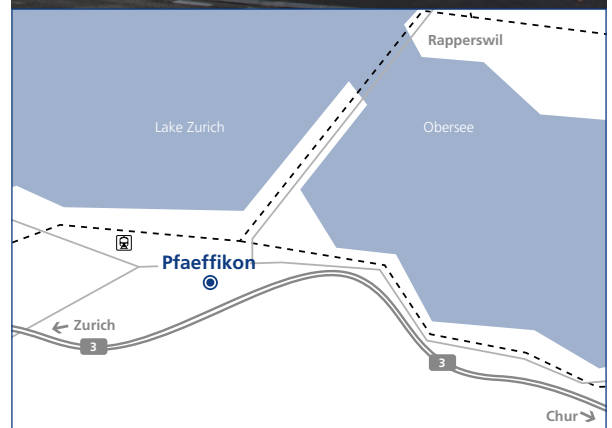 Rapperswil
Lake Zurich
Obersee
Pfaeffikon
Zurich
3
3
Chur